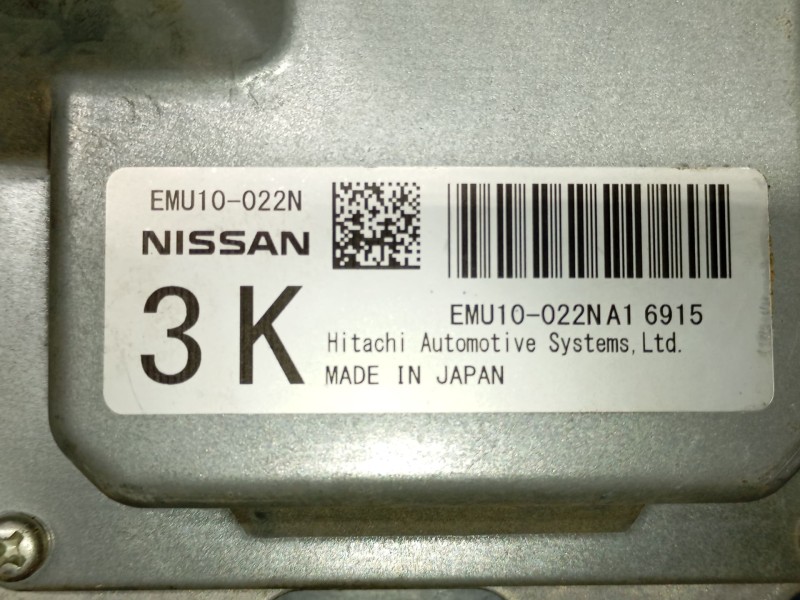 EMU10-022N
NISSAN
3K
EMU10-022NA1 6915
Hitachi Automotive Systems, Ltd.
MADE IN JAPAN